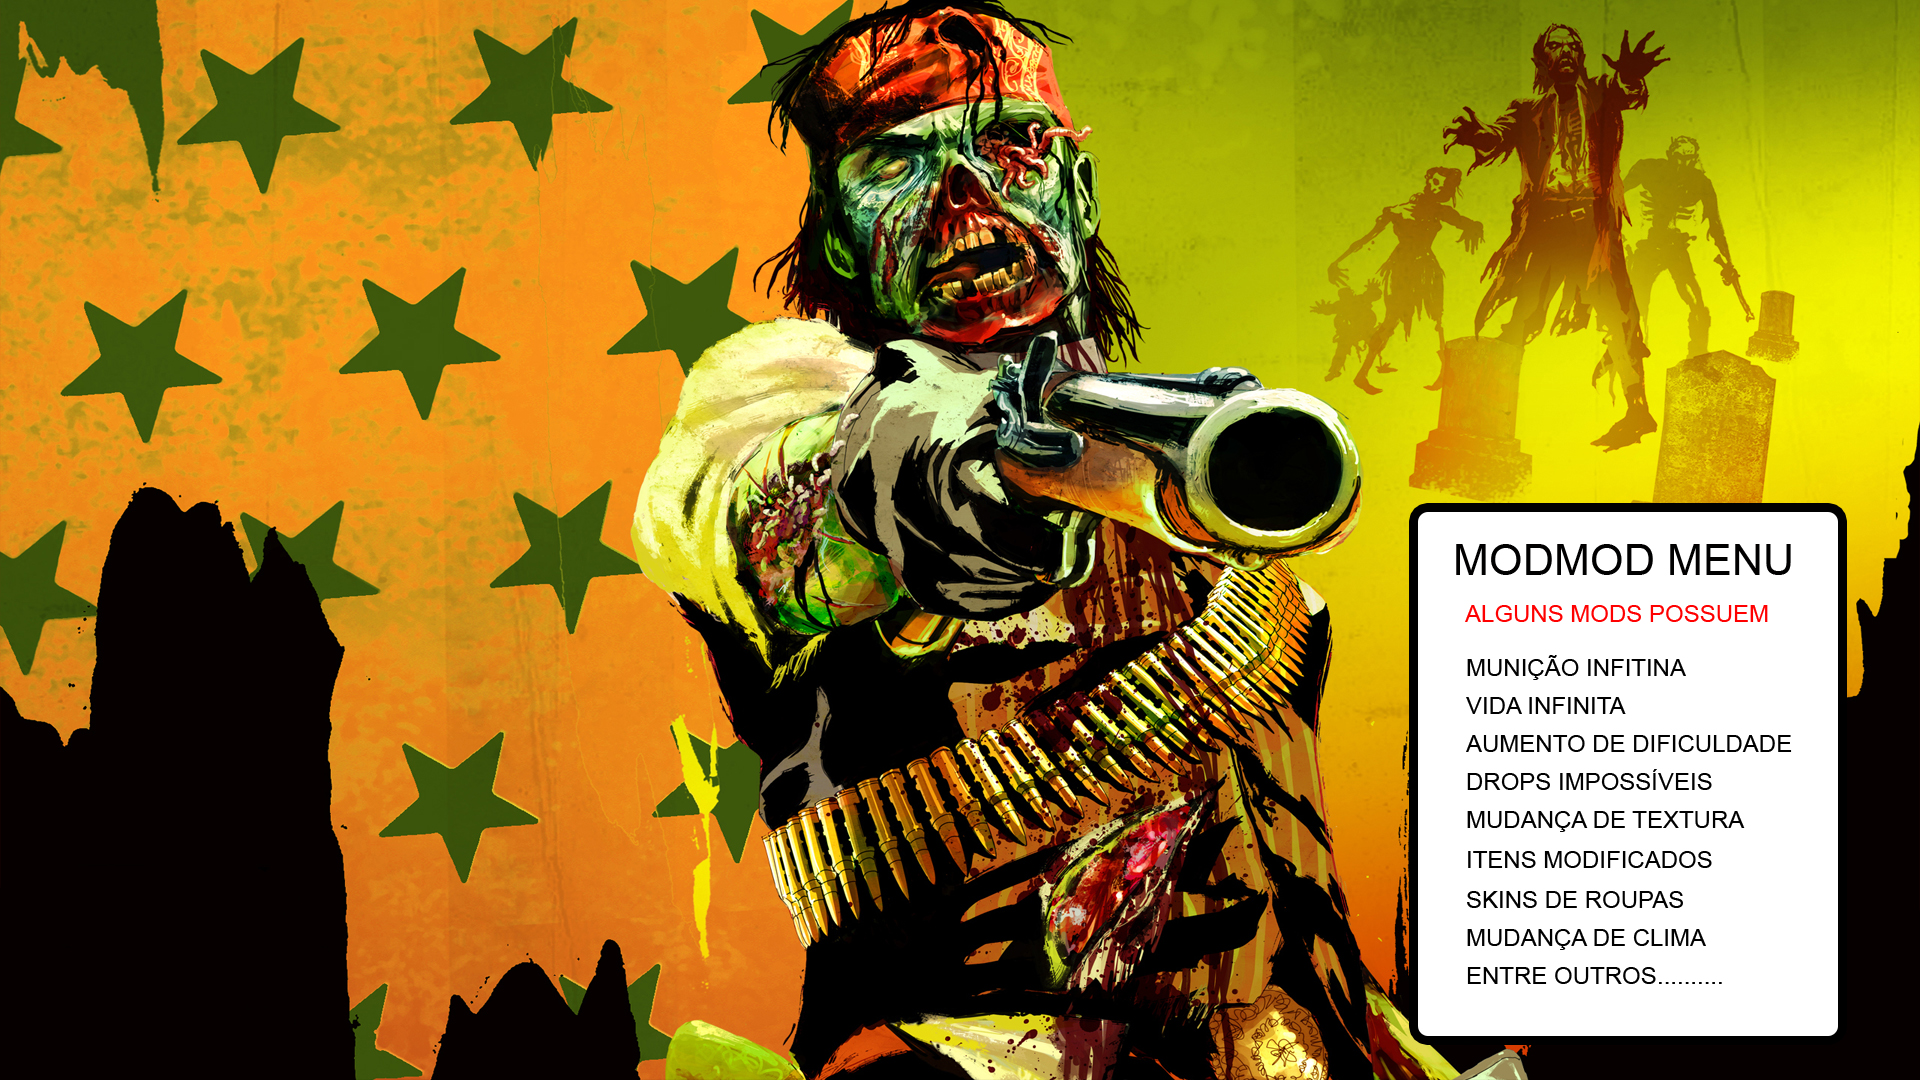 MODMOD MENU
ALGUNS MODS POSSUEM
MUNIÇÃO INFITINA
VIDA INFINITA
AUMENTO DE DIFICULDADE
DROPS IMPOSSÍVEIS
MUDANÇA DE TEXTURA
ITENS MODIFICADOS
SKINS DE ROUPAS
MUDANÇA DE CLIMA
ENTRE OUTROS..........